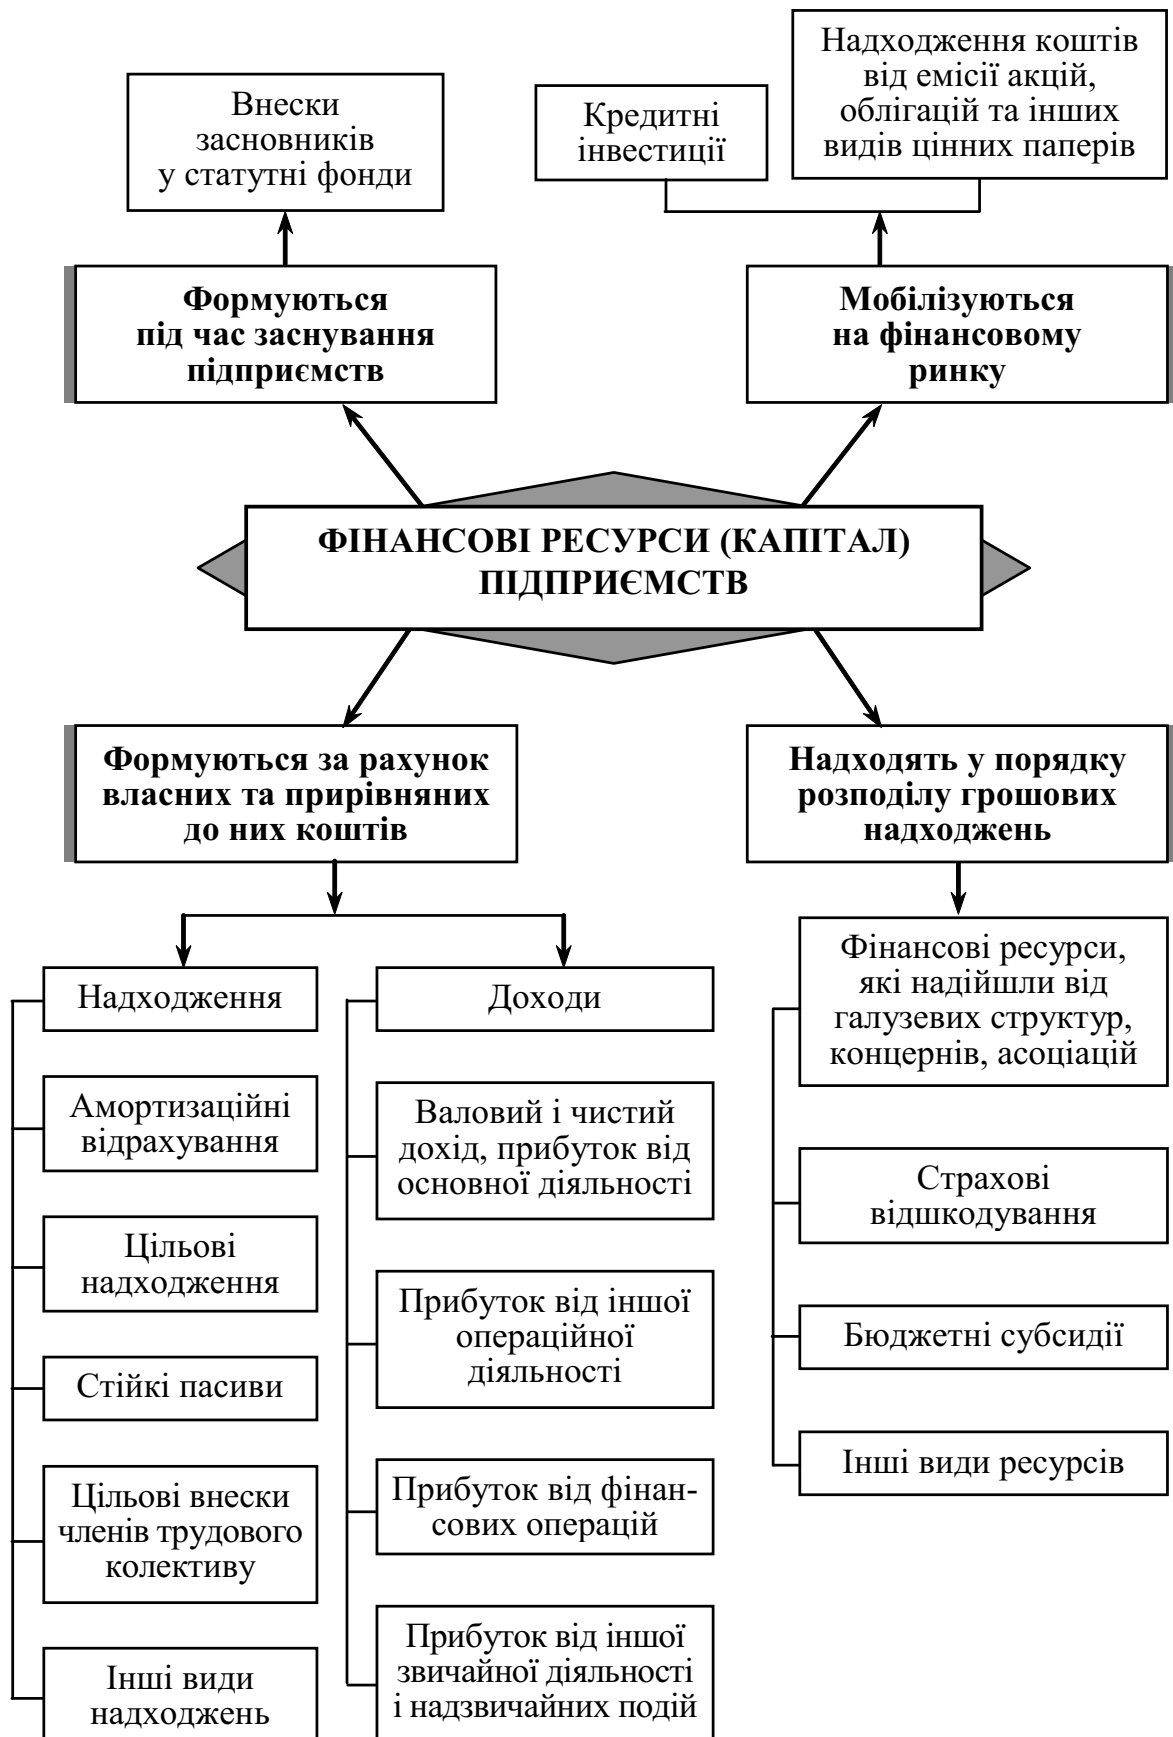 Внески
засновників
у статутні фонди
Кредитні
інвестиції
Надходження коштів
від емісії акцій,
облігацій та інших
видів цінних паперів
Формуються
під час заснування
підприємств
Мобілізуються
на фінансовому
ринку
ФІНАНСОВІ РЕСУРСИ (КАПІТАЛ)
ПІДПРИЄМСТВ
Формуються за рахунок
власних та прирівняних
до них коштів
Надходять у порядку
розподілу грошових
надходжень
Надходження
Амортизаційні
відрахування
Цільові
надходження
Стійкі пасиви
Цільові внески
членів трудового
колективу
Інші види
надходжень
Доходи
Валовий і чистий
дохід, прибуток від
основної діяльності
Прибуток від іншої
операційної
діяльності
Прибуток від фінан-
сових операцій
Прибуток від іншої
звичайної діяльності
і надзвичайних подій
Фінансові ресурси,
які надійшли від
галузевих структур,
концернів, асоціацій
Страхові
відшкодування
Бюджетні субсидії
Інші види ресурсів